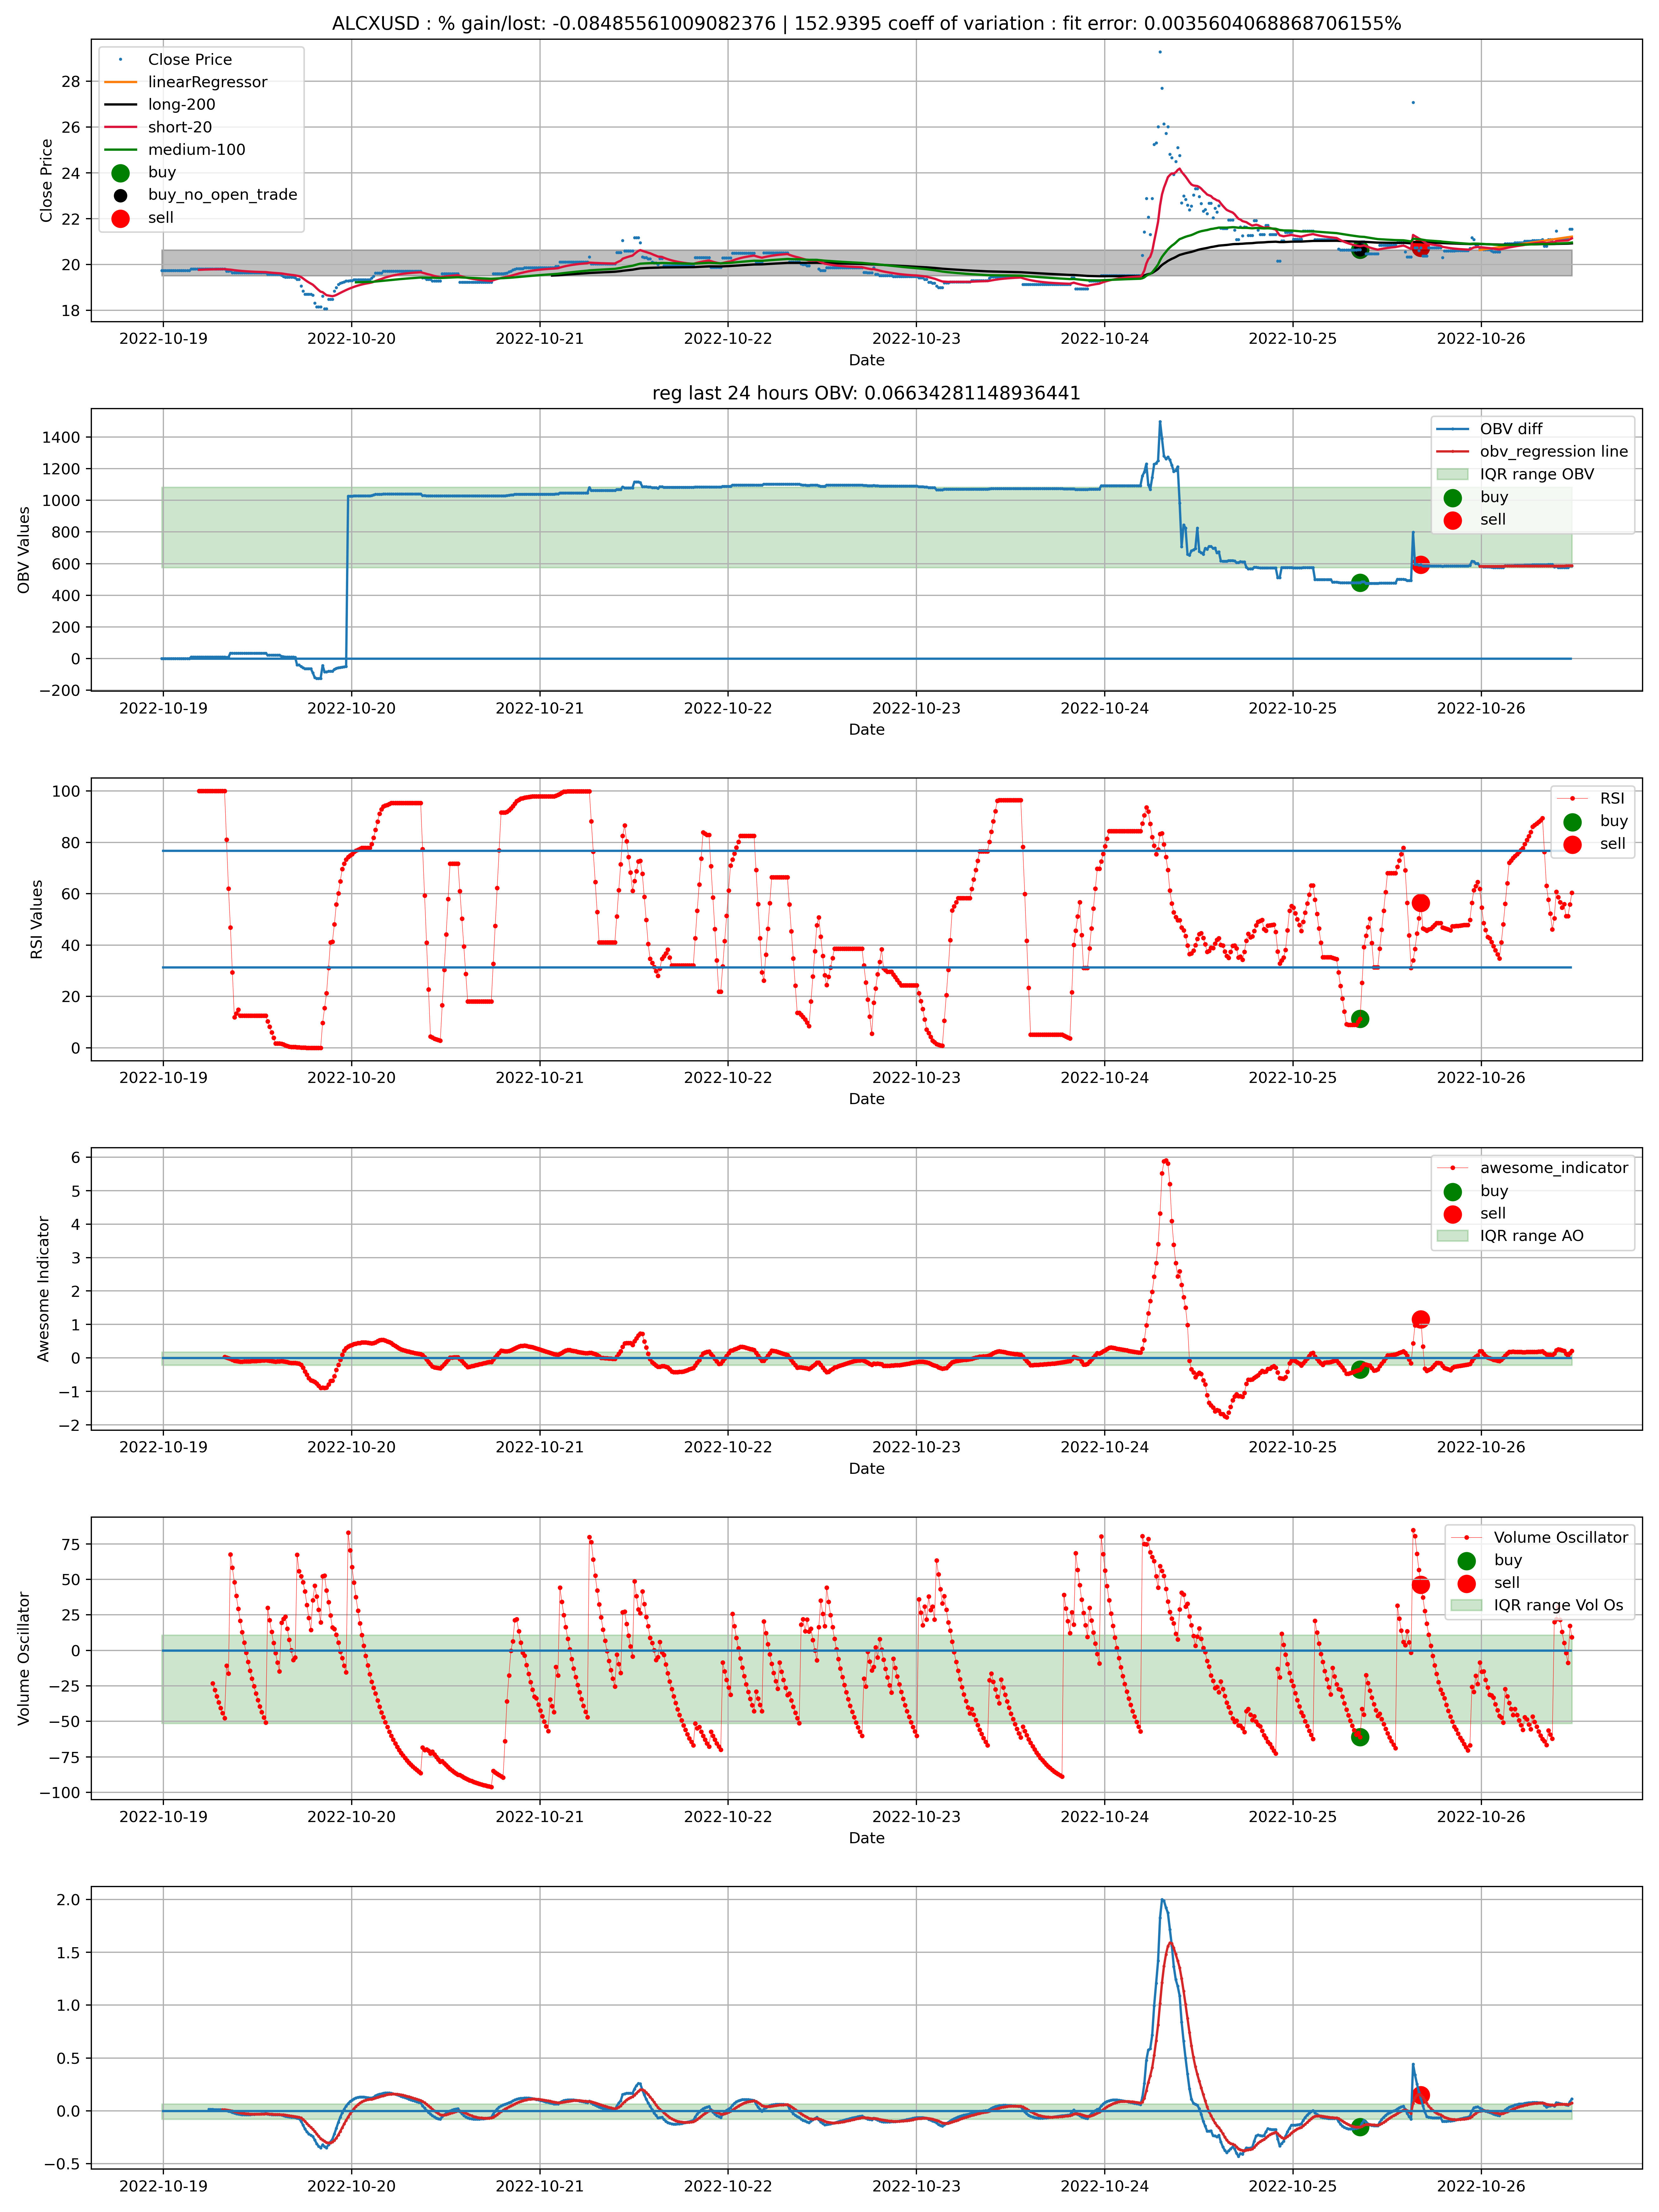 ALCXUSD : % gain/lost: -0.08485561009082376 | 152.9395 coeff of variation : fit error: 0.0035604068868706155%
Close Price
linearRegressor
long-200
short-20
medium-100
buy
buy_no_open_trade
sell
28
26
24
22
20
18
Close Price
2022-10-19 2022-10-20 2022-10-21 2022-10-22 2022-10-23 2022-10-24 2022-10-25 2022-10-26
Date
reg last 24 hours OBV: 0.06634281148936441
OBV diff
obv_regression line
IQR range OBV
buy
sell
1400
1200
1000
800
600
400
200
0
−200
OBV Values
2022-10-19 2022-10-20 2022-10-21 2022-10-22 2022-10-23 2022-10-24 2022-10-25 2022-10-26
Date
RSI
buy
sell
100
80
60
40
20
0
RSI Values
2022-10-19 2022-10-20 2022-10-21 2022-10-22 2022-10-23 2022-10-24 2022-10-25 2022-10-26
Date
awesome_indicator
buy
sell
IQR range AO
6
5
4
3
2
1
0
−1
−2
Awesome Indicator
2022-10-19 2022-10-20 2022-10-21 2022-10-22 2022-10-23 2022-10-24 2022-10-25 2022-10-26
Date
Volume Oscillator
buy
sell
IQR range Vol Os
75
50
25
0
−25
−50
−75
−100
Volume Oscillator
2022-10-19 2022-10-20 2022-10-21 2022-10-22 2022-10-23 2022-10-24 2022-10-25 2022-10-26
Date
2.0
1.5
1.0
0.5
0.0
−0.5
2022-10-19 2022-10-20 2022-10-21 2022-10-22 2022-10-23 2022-10-24 2022-10-25 2022-10-26